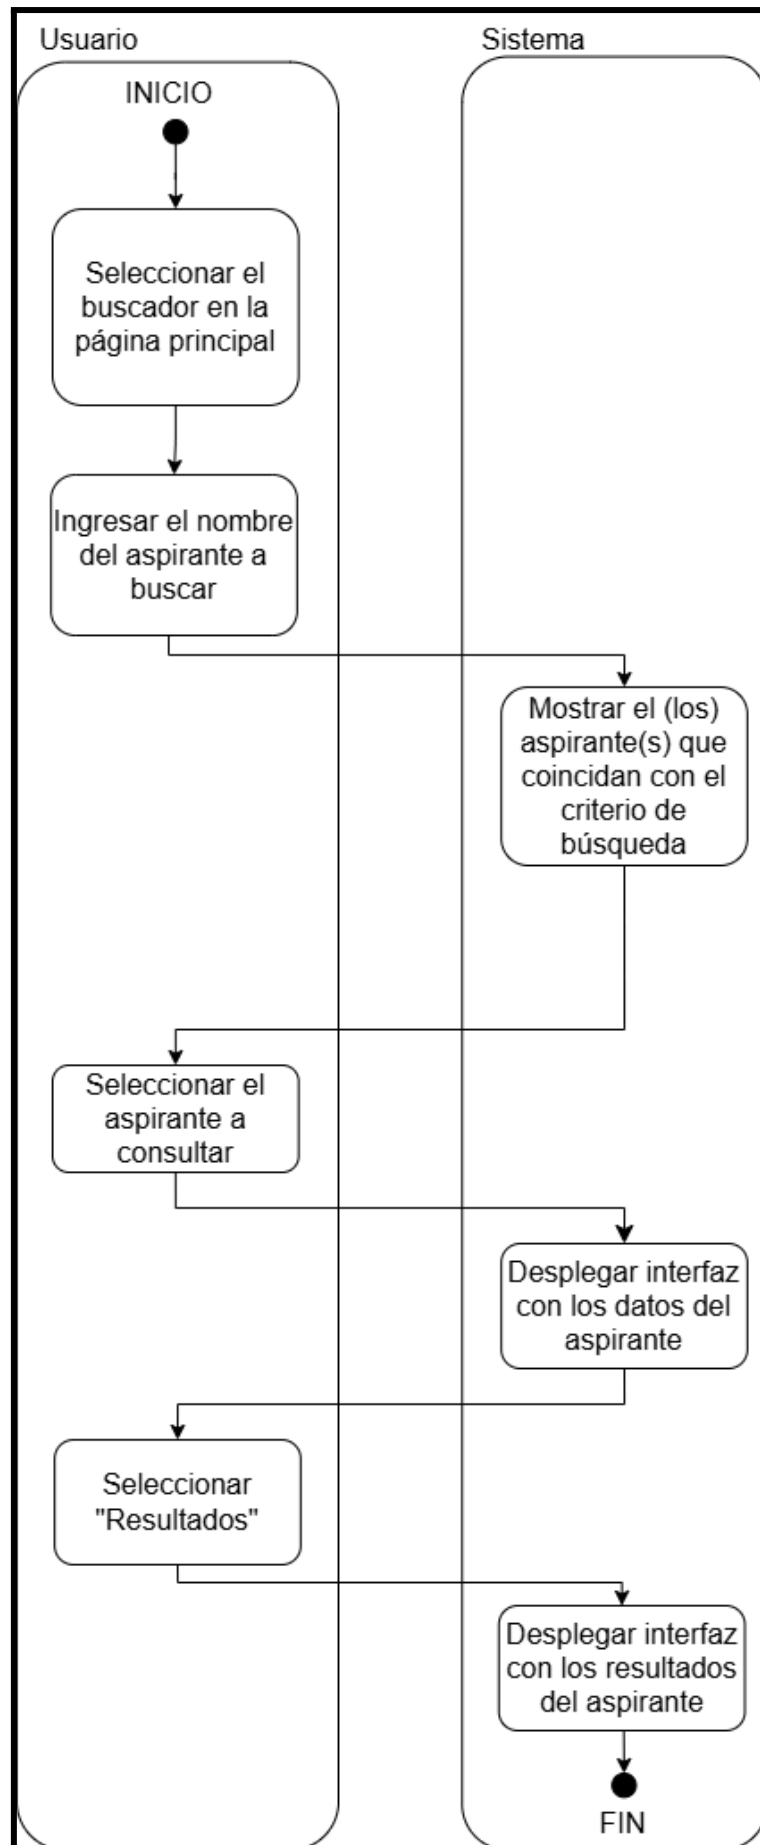 Usuario
Sistema
INICIO
Seleccionar el
buscador en la
página principal
Ingresar el nombre
del aspirante a
buscar
Mostrar el (los)
aspirante(s) que
coincidan con el
criterio de
búsqueda
Seleccionar el
aspirante a
consultar
Desplegar interfaz
con los datos del
aspirante
Seleccionar
"Resultados"
Desplegar interfaz
con los resultados
del aspirante
FIN